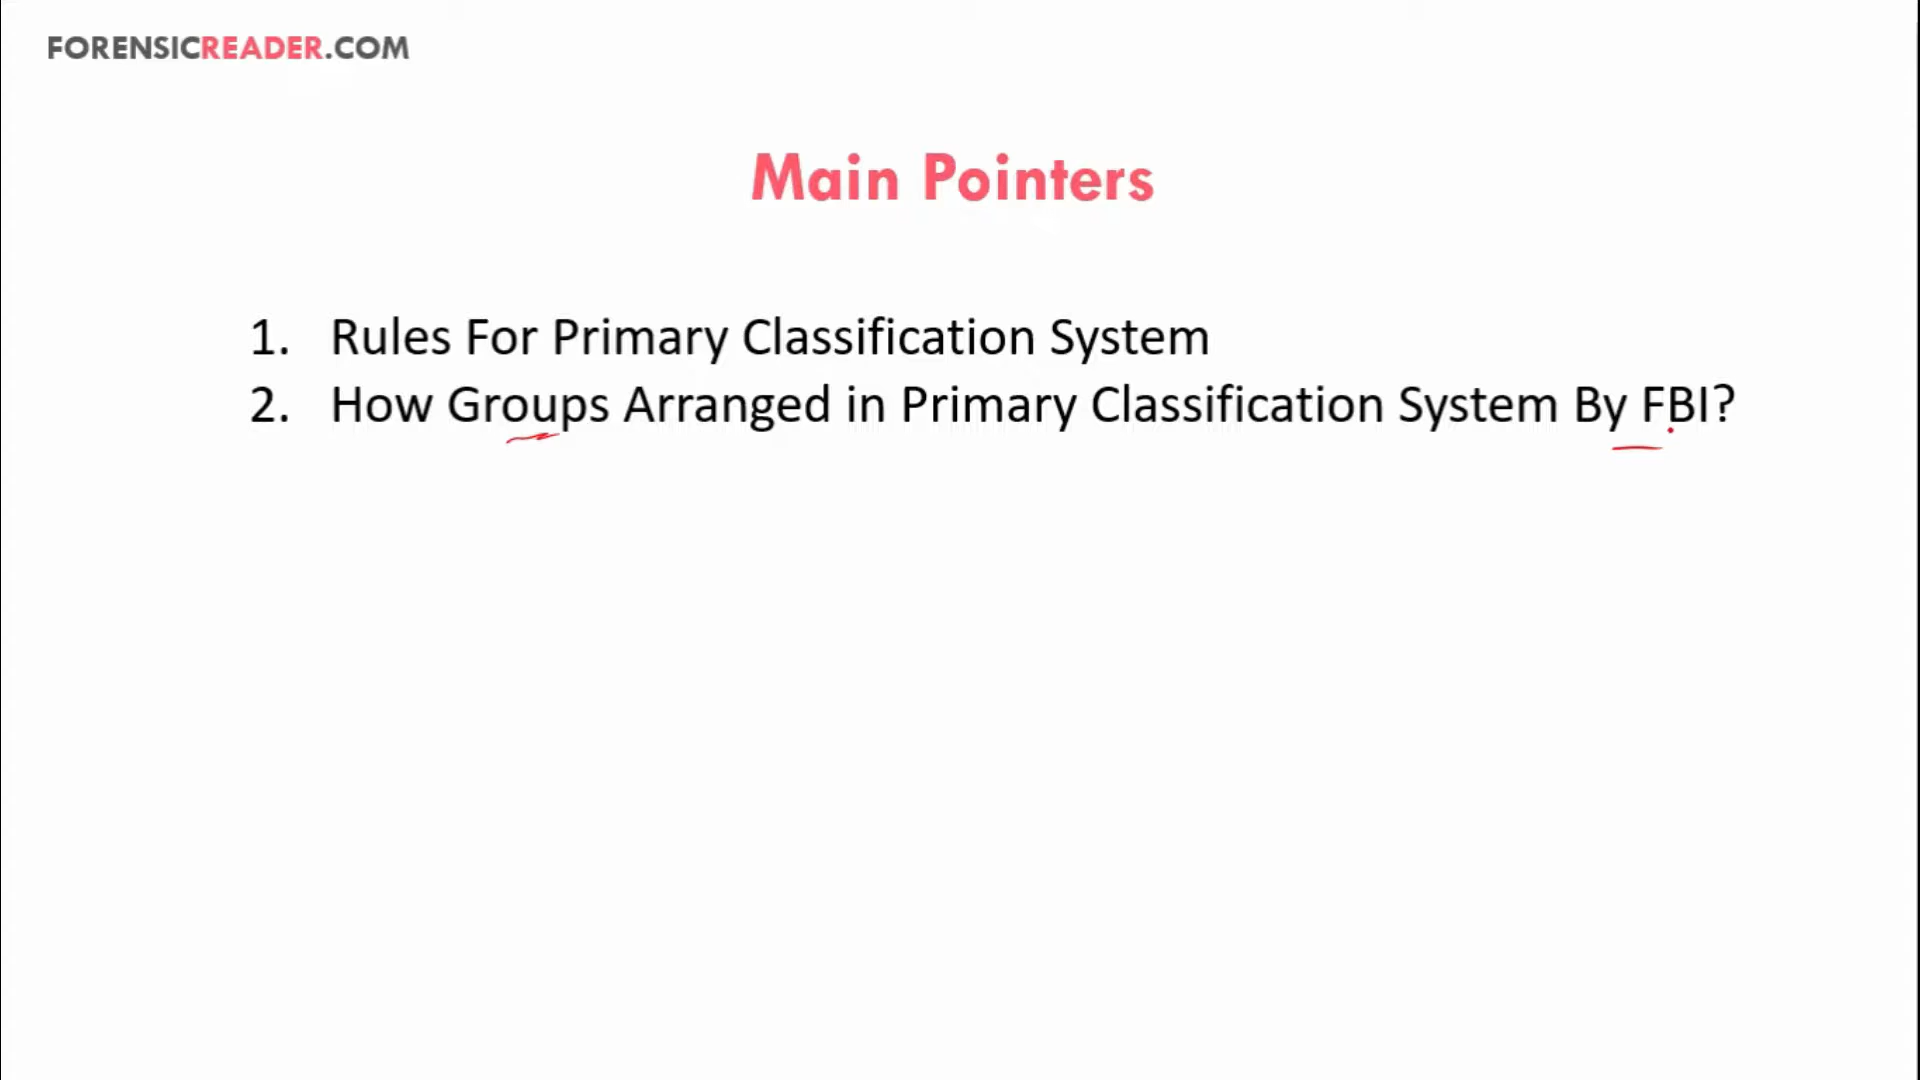 FORENSICREADER.COM
Main Pointers
1. Rules For Primary Classification System
2. How Groups Arranged in Primary Classification System By FBI?